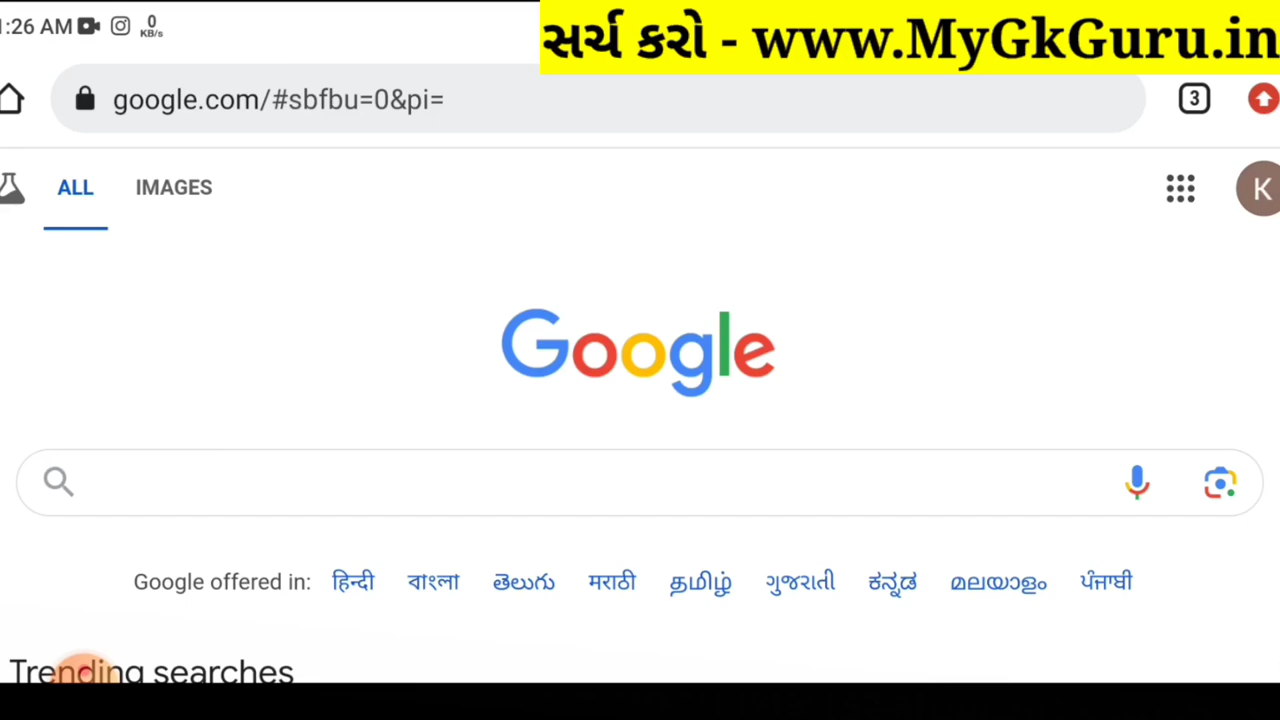 1:26 AM 0 KB/s
સર્ચ કરો - www.MyGkGuru.in
google.com/#sbfbu=0&pi=
3
ALL IMAGES
K
Google
Google offered in: हिन्दी বাংলা తెలుగు मराठी தமிழ் ગુજરાતી ಕನ್ನಡ മലയാളം ਪੰਜਾਬੀ
Trending searches